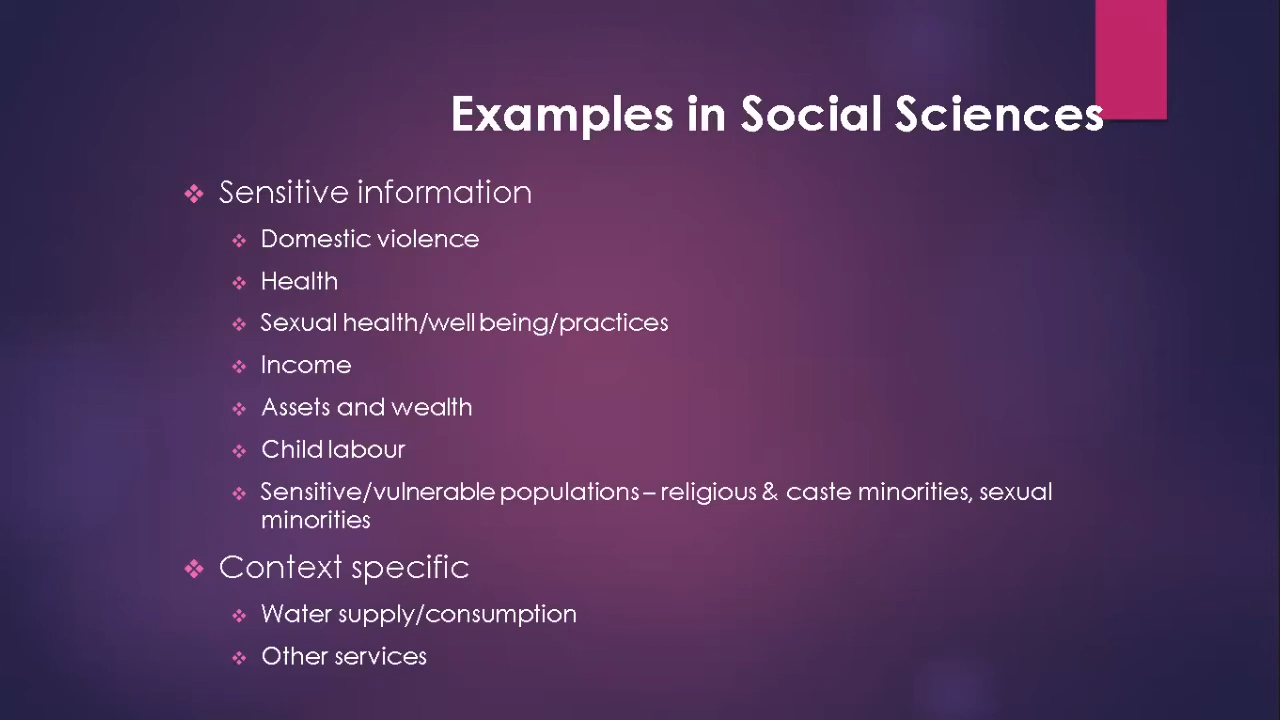 Examples in Social Sciences
Sensitive information
Domestic violence
Health
Sexual health/well being/practices
Income
Assets and wealth
Child labour
Sensitive/vulnerable populations – religious & caste minorities, sexual
minorities
Context specific
Water supply/consumption
Other services